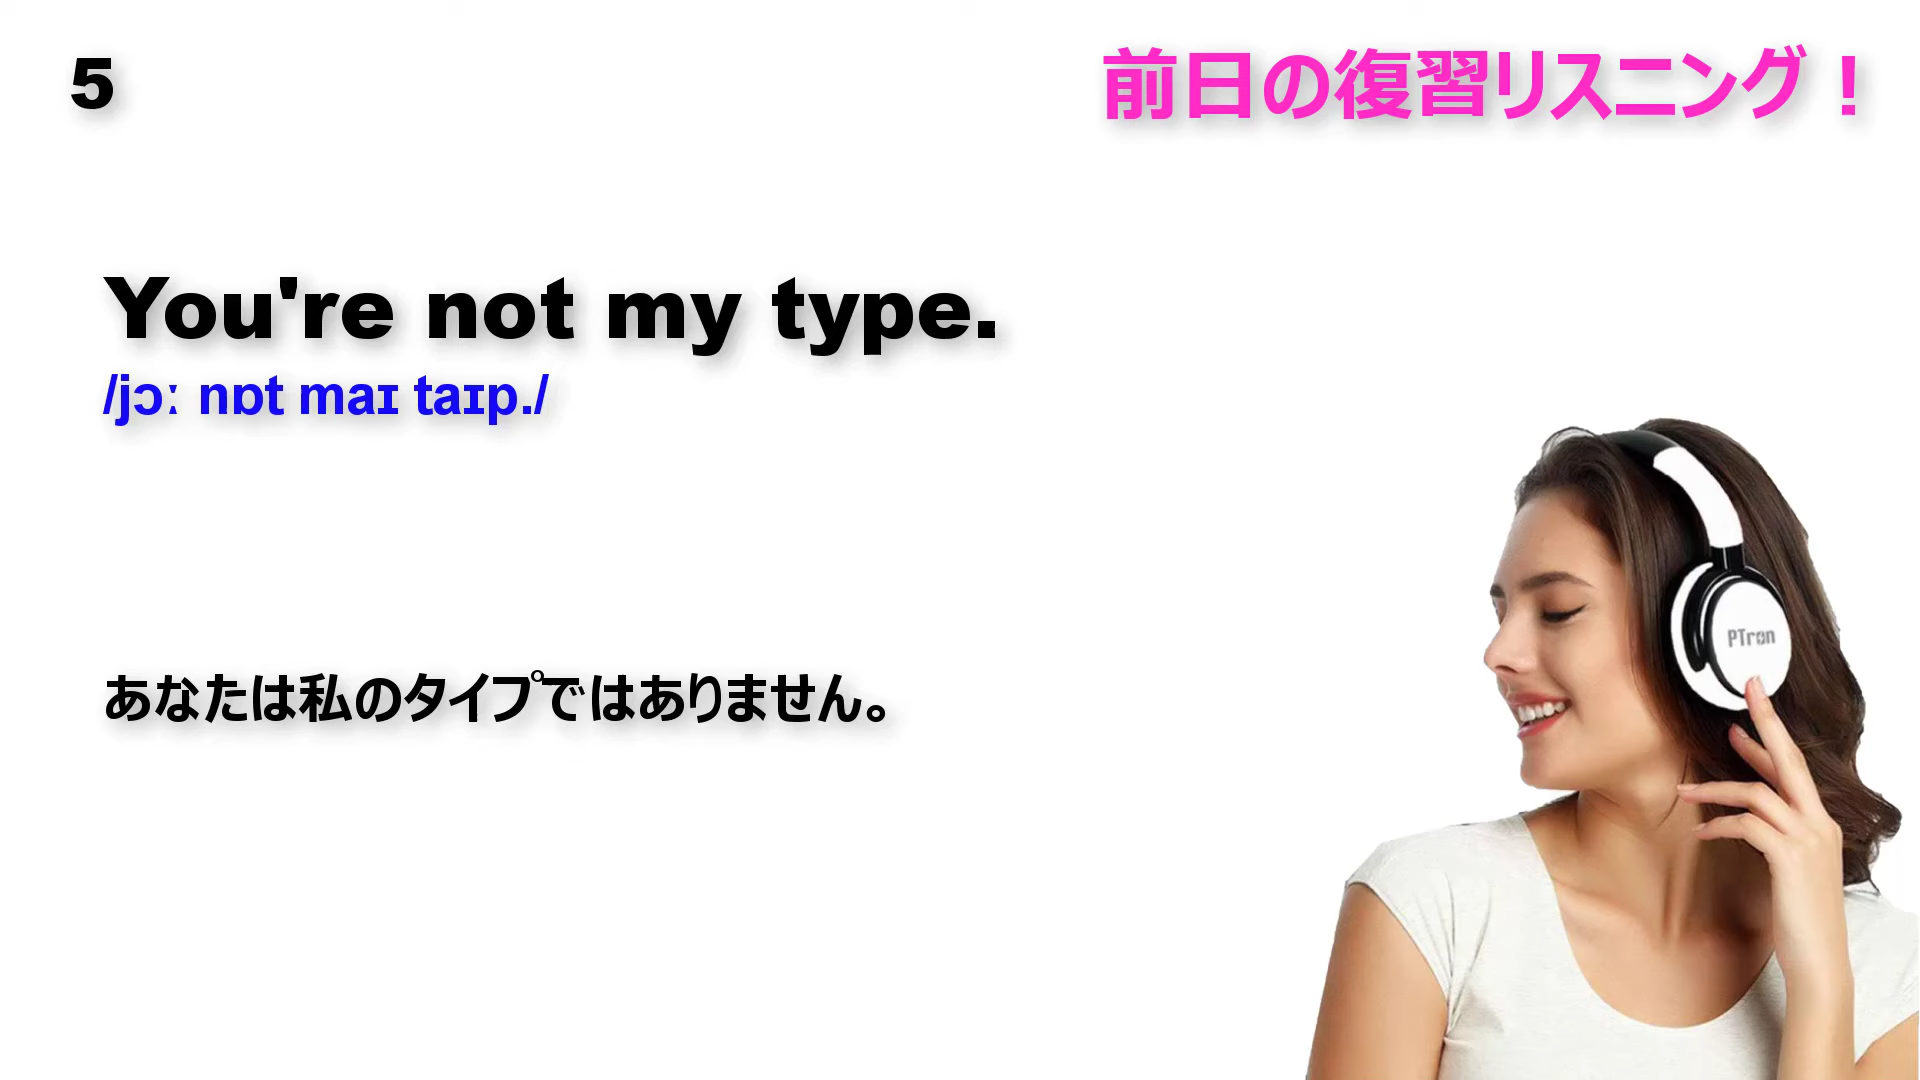 5
前日の復習リスニング！
You're not my type.
/jɔː nɒt maɪ taɪp./
あなたは私のタイプではありません。
PTron